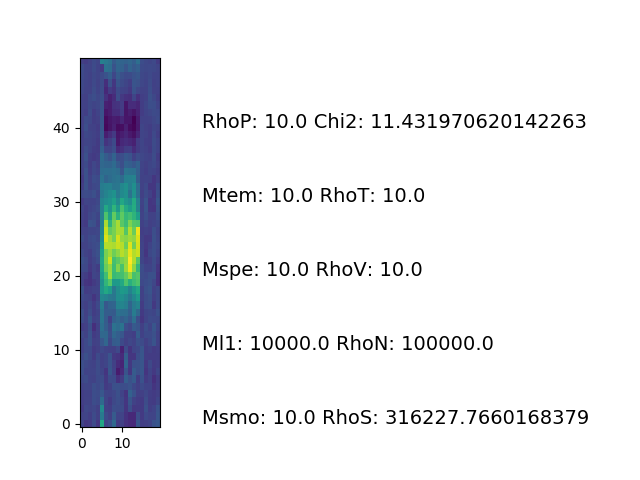 40
RhoP: 10.0 Chi2: 11.431970620142263
30
Mtem: 10.0 RhoT: 10.0
20
Mspe: 10.0 RhoV: 10.0
10
Ml1: 10000.0 RhoN: 100000.0
0
Msmo: 10.0 RhoS: 316227.7660168379
0 10